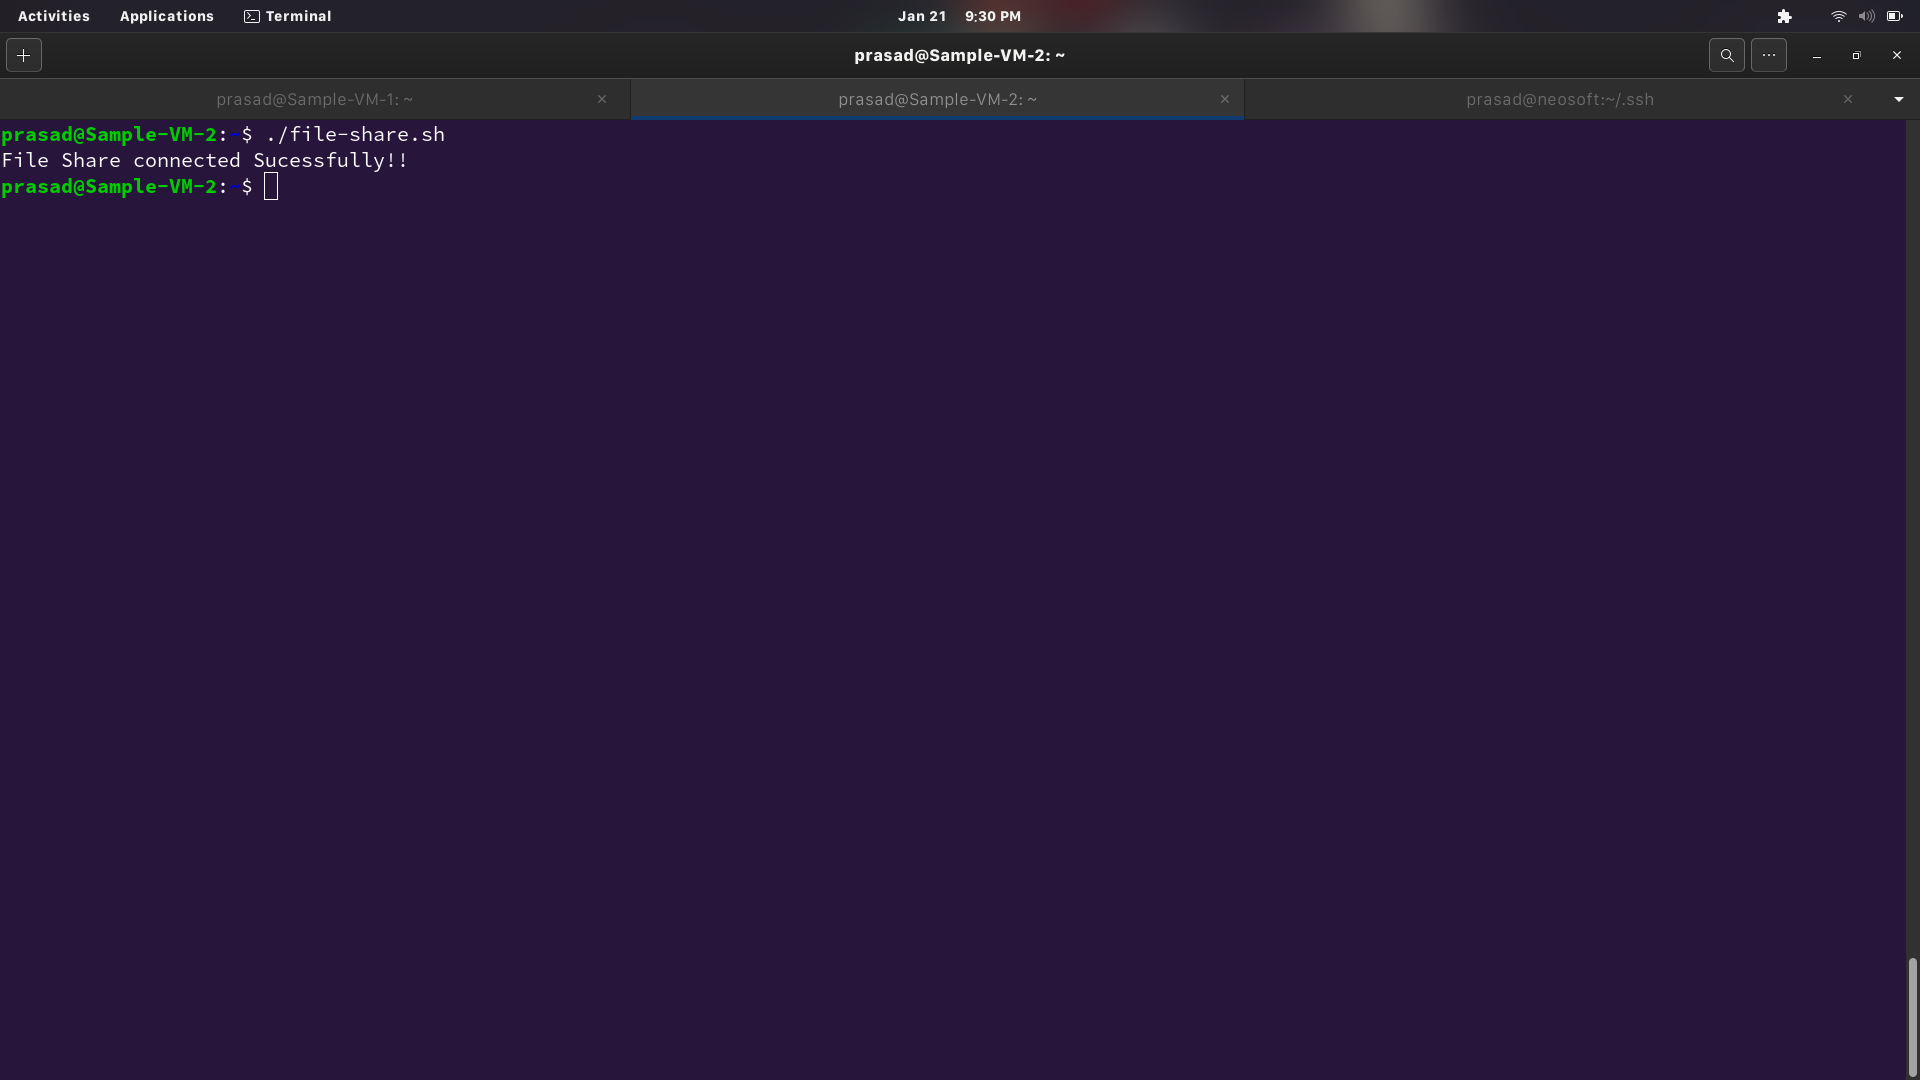 Activities Applications Terminal Jan 21 9:30 PM
prasad@Sample-VM-2: ~
prasad@Sample-VM-1: ~ prasad@Sample-VM-2: ~ prasad@neosoft:~/.ssh
prasad@Sample-VM-2:~$ ./file-share.sh
File Share connected Sucessfully!!
prasad@Sample-VM-2:~$